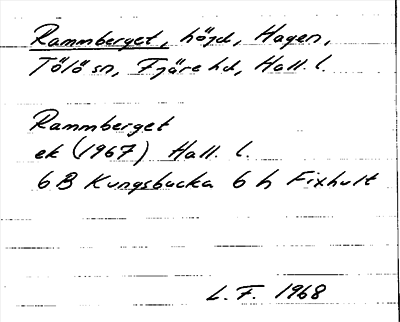 Rammberget, höjd, Hagen,
Tölö sn, Fjäre hd, Hall. l.
Rammberget
ek (1967) Hall. l.
6 B Kungsbacka 6 h Fixhult
L. F. 1968